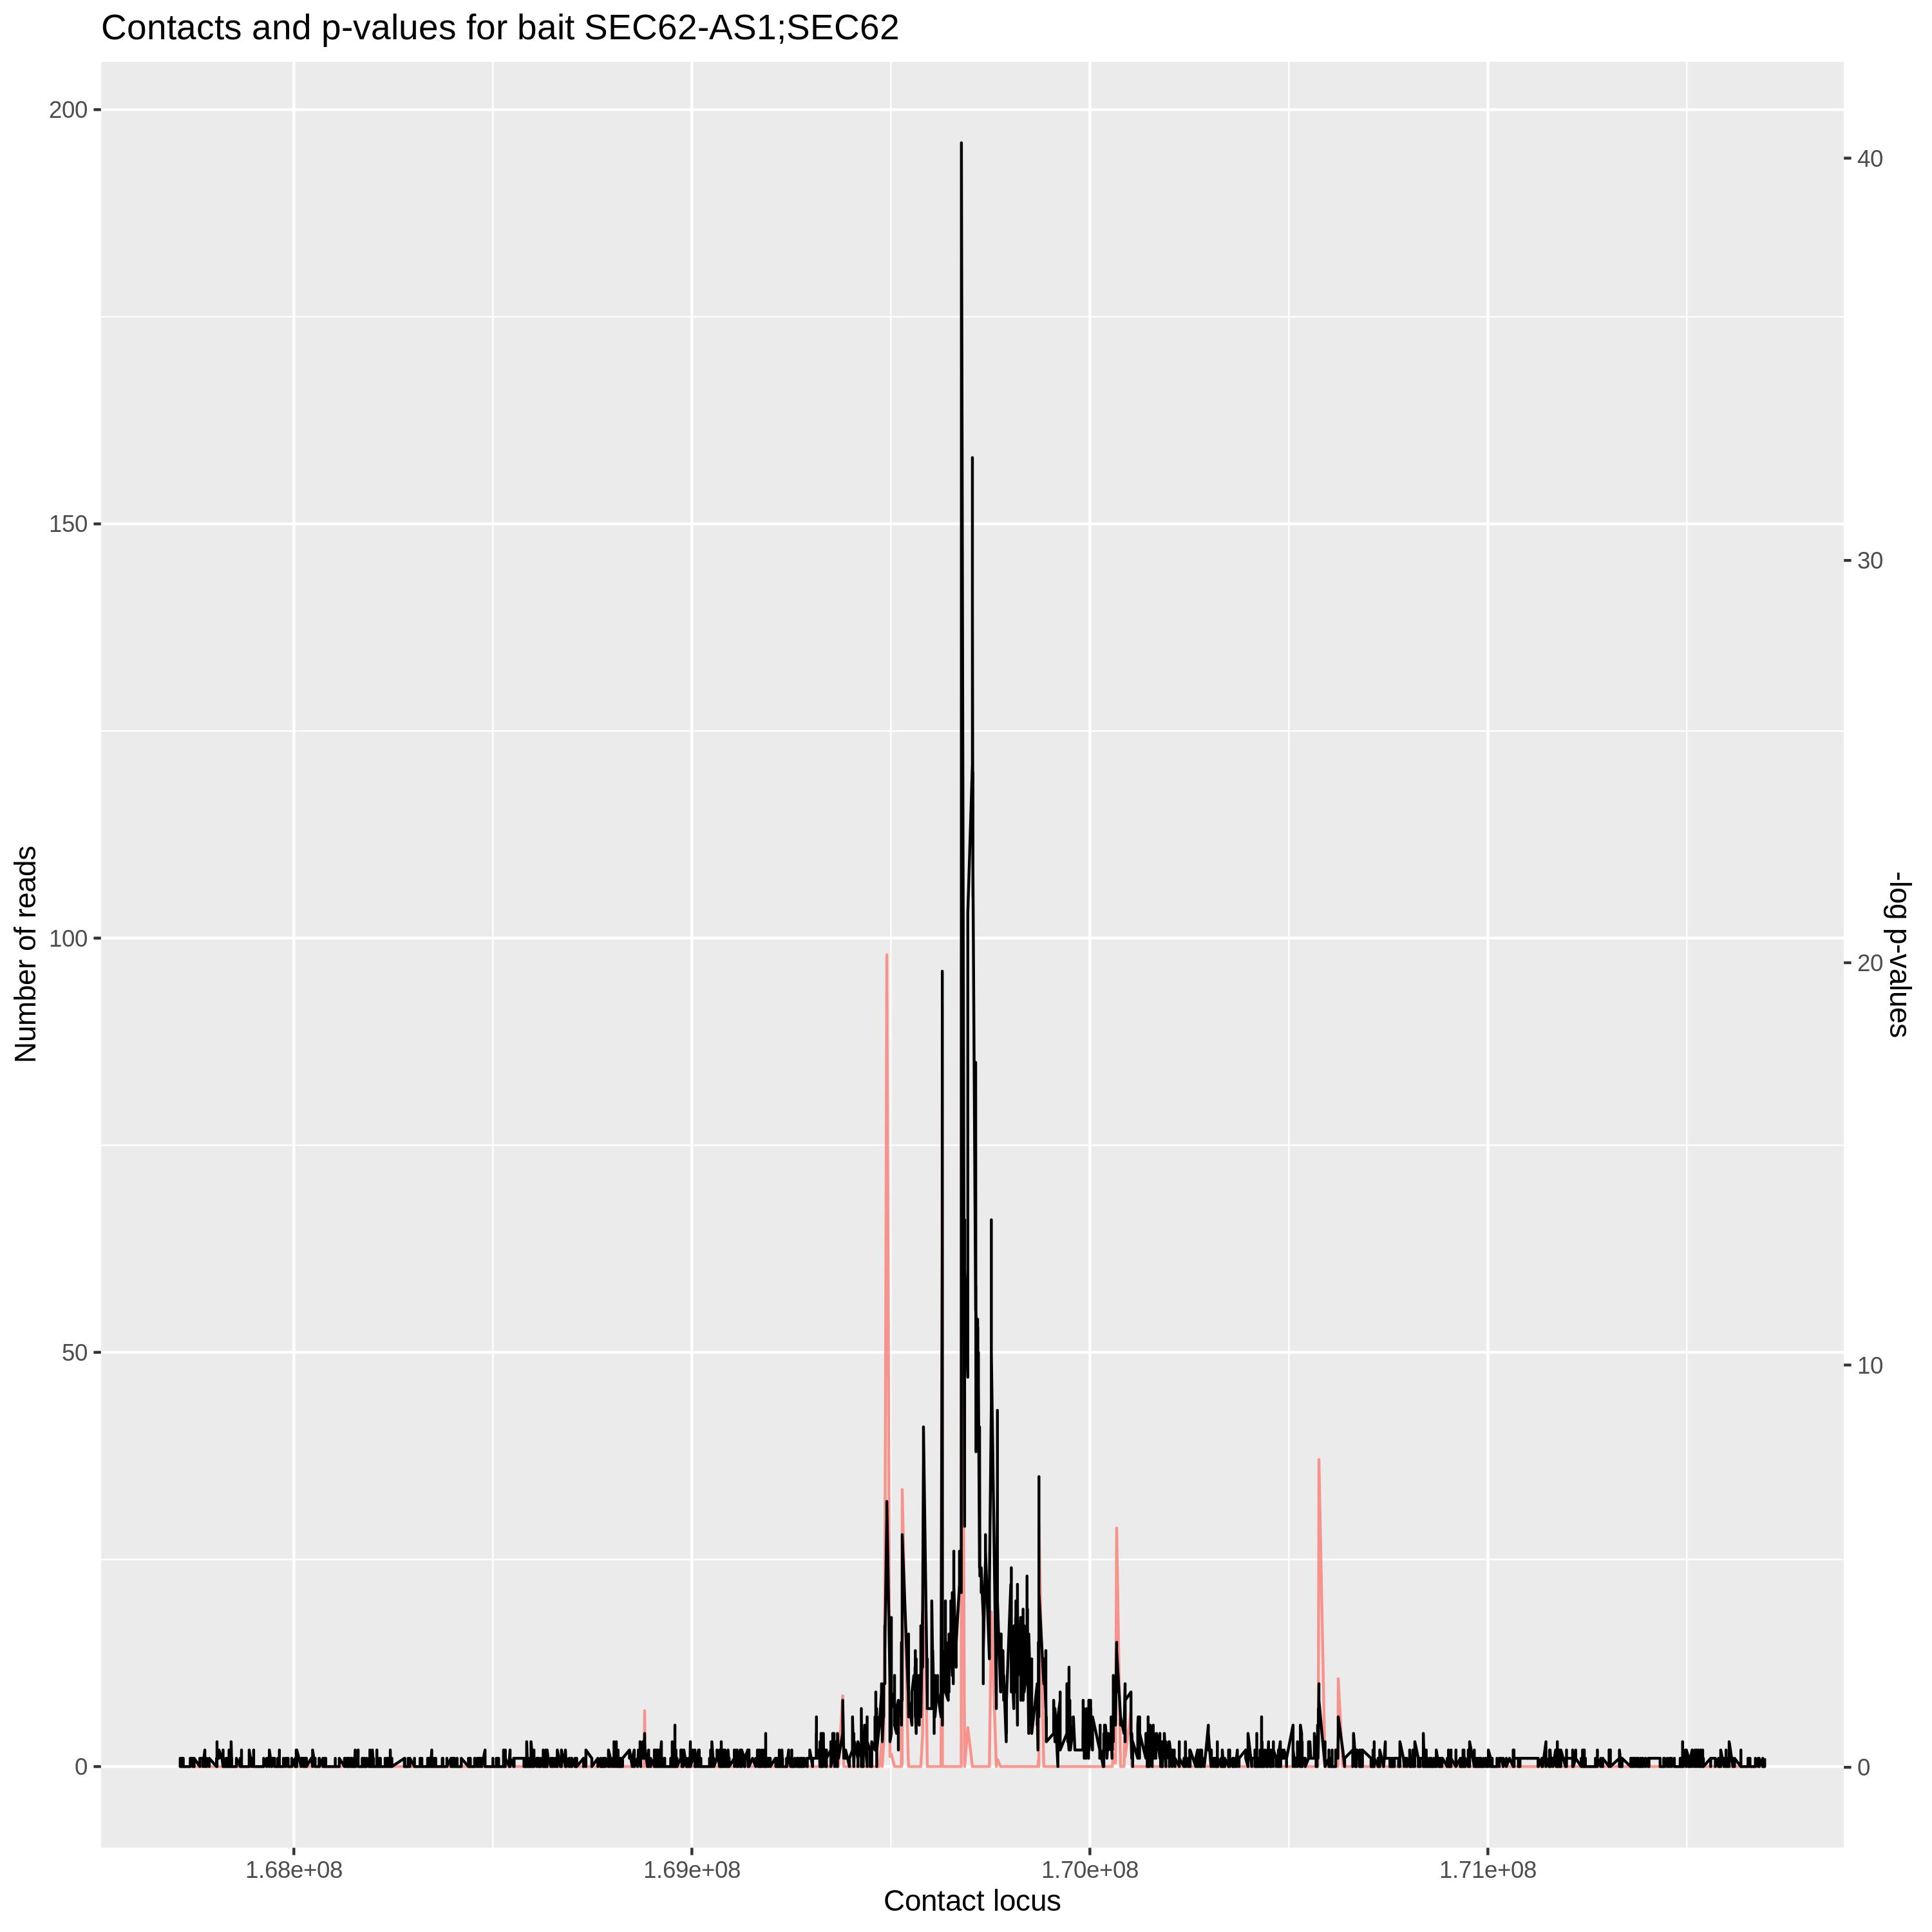 Contacts and p-values for bait SEC62-AS1;SEC62
200
150
100
50
0
Number of reads
40
30
20
10
0
-log p-values
1.68e+08 1.69e+08 1.70e+08 1.71e+08
Contact locus